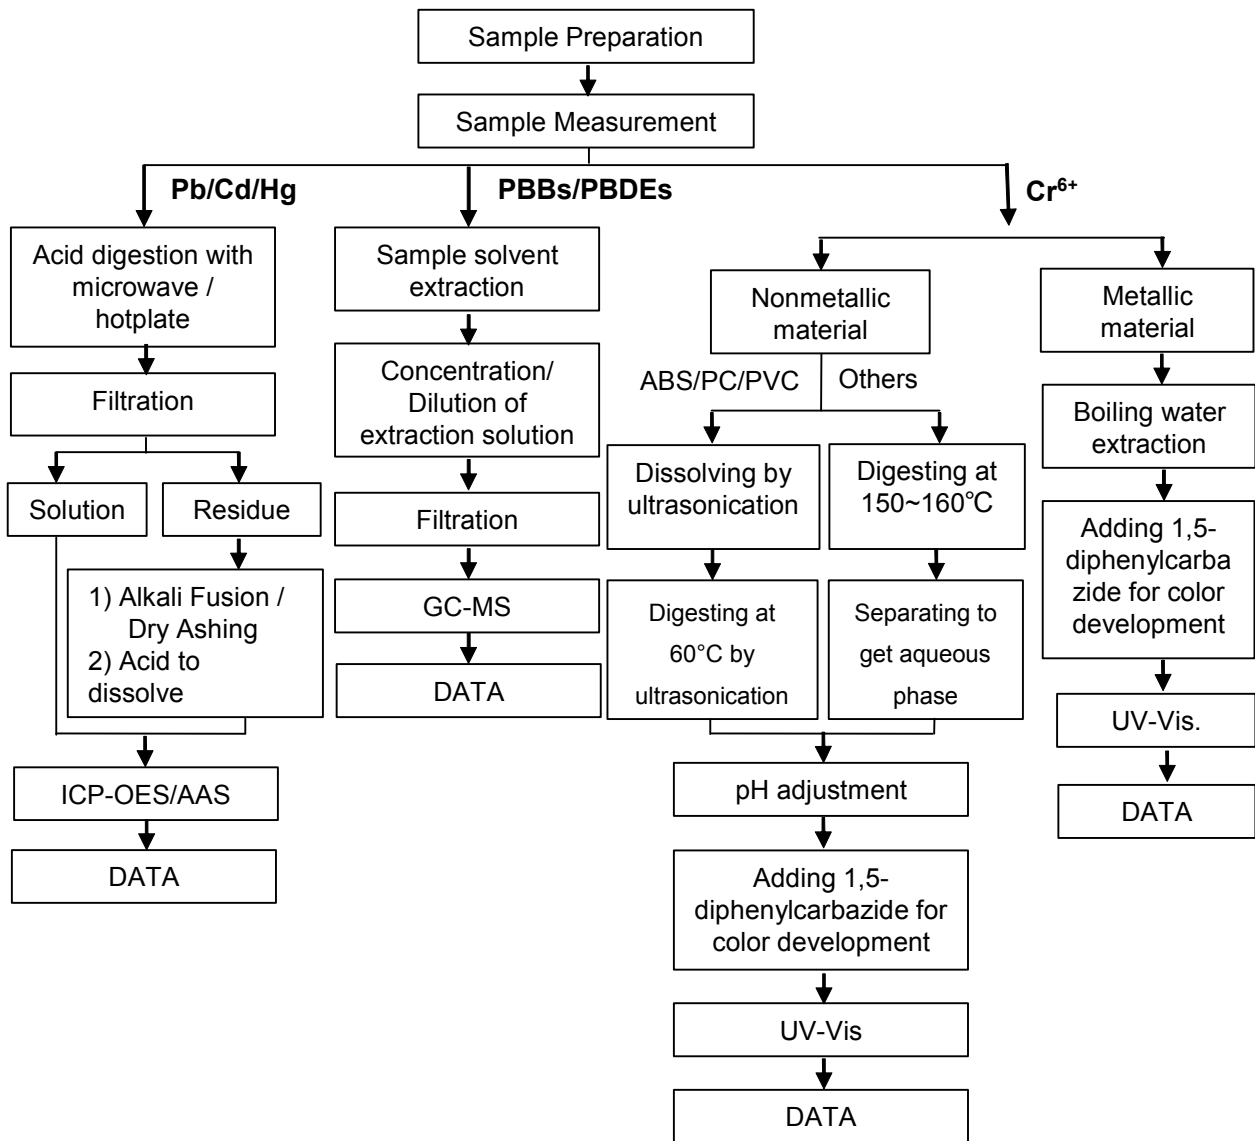 Sample Preparation
Sample Measurement
Pb/Cd/Hg
PBBs/PBDEs
Cr⁶⁺
Acid digestion with
microwave /
hotplate
Filtration
Solution
Residue
1) Alkali Fusion /
Dry Ashing
2) Acid to
dissolve
ICP-OES/AAS
DATA
Sample solvent
extraction
Concentration/
Dilution of
extraction solution
Filtration
GC-MS
DATA
Nonmetallic
material
ABS/PC/PVC
Others
Dissolving by
ultrasonication
Digesting at
60°C by
ultrasonication
Digesting at
150~160℃
Separating to
get aqueous
phase
pH adjustment
Adding 1,5-
diphenylcarbazide for
color development
UV-Vis
DATA
Metallic
material
Boiling water
extraction
Adding 1,5-
diphenylcarba
zide for color
development
UV-Vis.
DATA